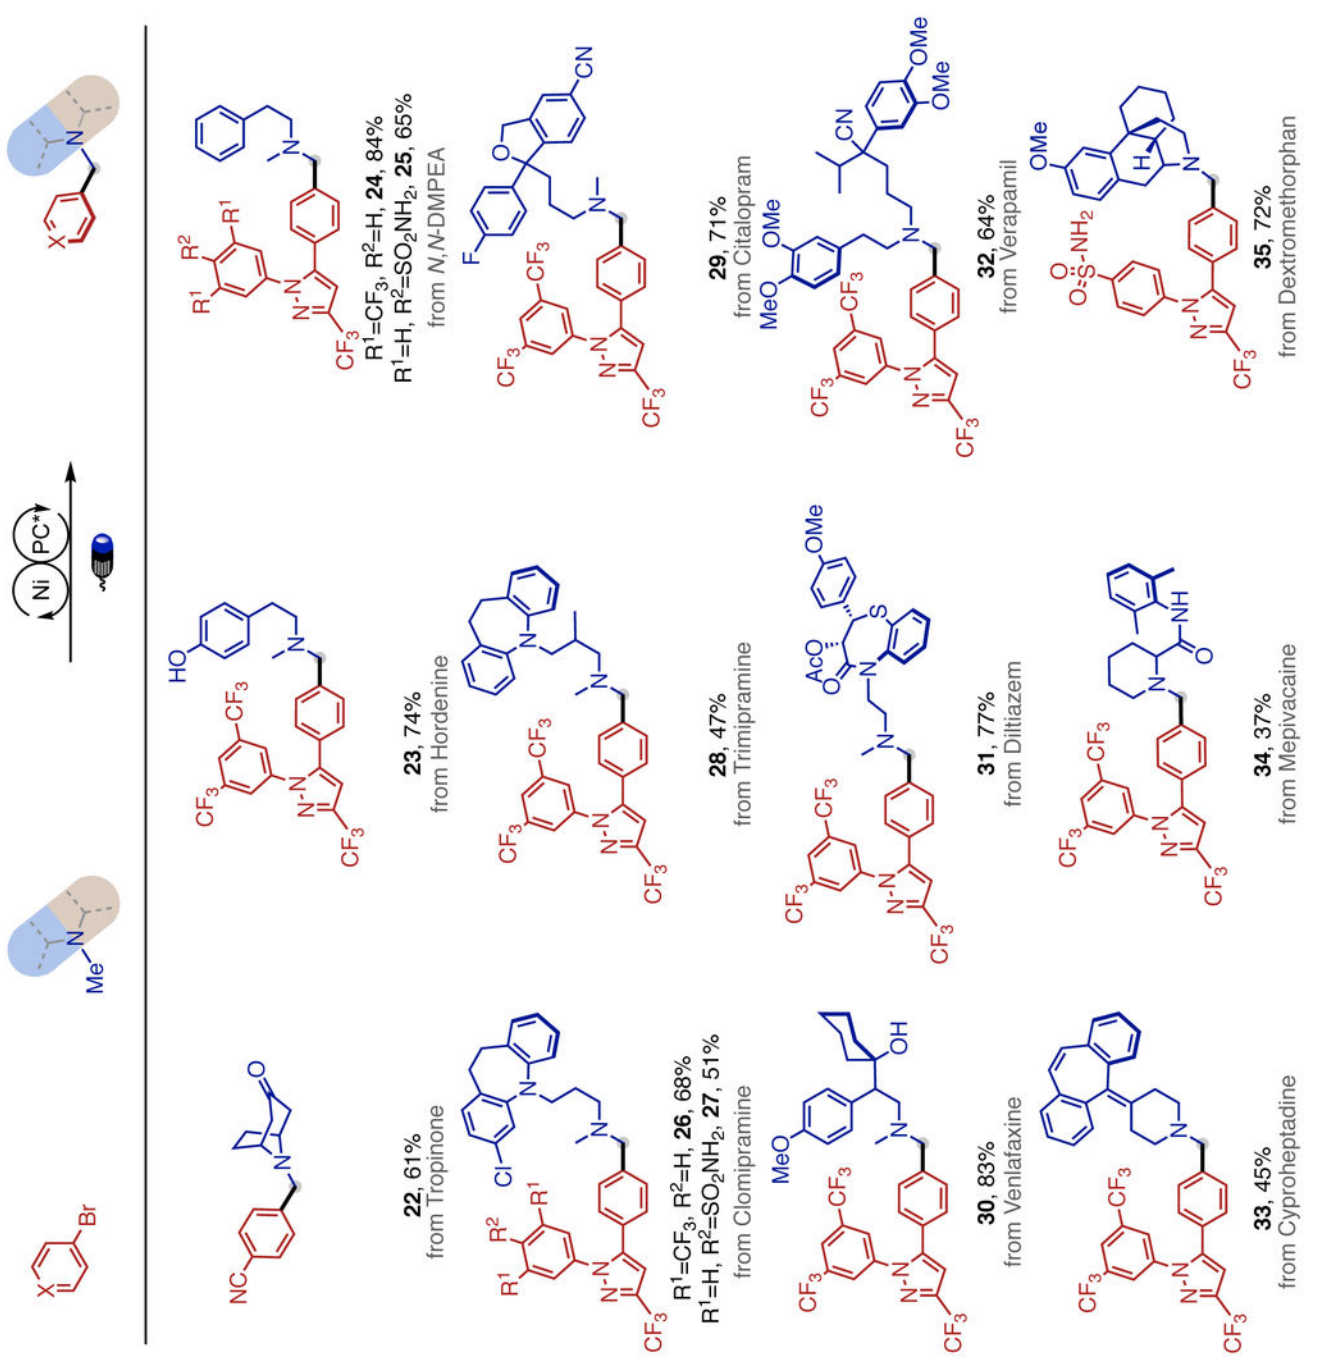 X
Br
N
Me
Ni
PC*
X
N
NC
N
O
22, 61%
from Tropinone
HO
N
CF₃
CF₃
N
N
CF₃
23, 74%
from Hordenine
R¹
R²
R¹
N
N
N
CF₃
R¹=CF₃, R²=H, 24, 84%
R¹=H, R²=SO₂NH₂, 25, 65%
from N,N-DMPEA
Cl
N
N
R¹
R²
R¹
N
N
CF₃
R¹=CF₃, R²=H, 26, 68%
R¹=H, R²=SO₂NH₂, 27, 51%
from Clomipramine
N
N
CF₃
CF₃
N
N
CF₃
28, 47%
from Trimipramine
F
O
CN
N
CF₃
CF₃
N
N
CF₃
29, 71%
from Citalopram
MeO
OH
N
CF₃
CF₃
N
N
CF₃
30, 83%
from Venlafaxine
OMe
AcO
S
O
N
N
CF₃
CF₃
N
N
CF₃
31, 77%
from Diltiazem
MeO
OMe
CN
OMe
OMe
N
CF₃
CF₃
N
N
CF₃
32, 64%
from Verapamil
N
CF₃
CF₃
N
N
CF₃
33, 45%
from Cyproheptadine
N
NH
O
CF₃
CF₃
N
N
CF₃
34, 37%
from Mepivacaine
OMe
H
N
O
O
S
NH₂
N
N
CF₃
35, 72%
from Dextromethorphan